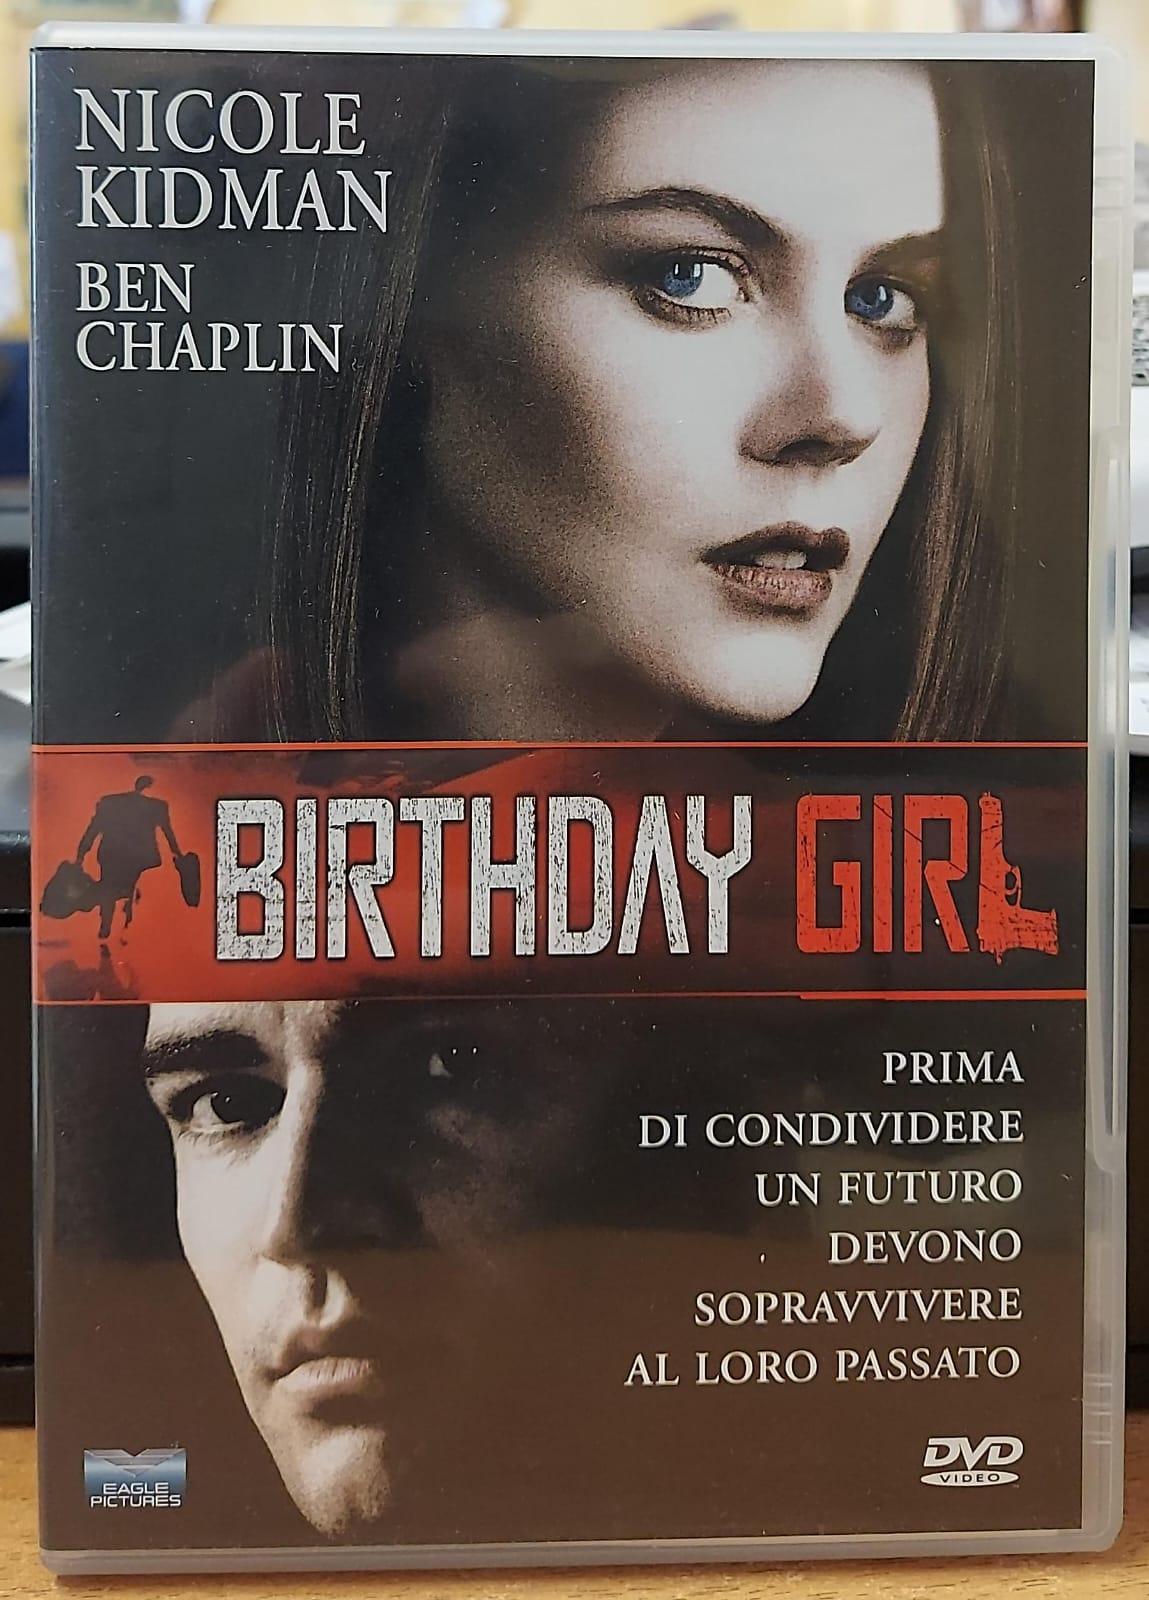 NICOLE
KIDMAN
BEN
CHAPLIN
BIRTHDAY GIRL
PRIMA
DI CONDIVIDERE
UN FUTURO
DEVONO
SOPRAVVIVERE
AL LORO PASSATO
EAGLE
PICTURES
DVD
VIDEO